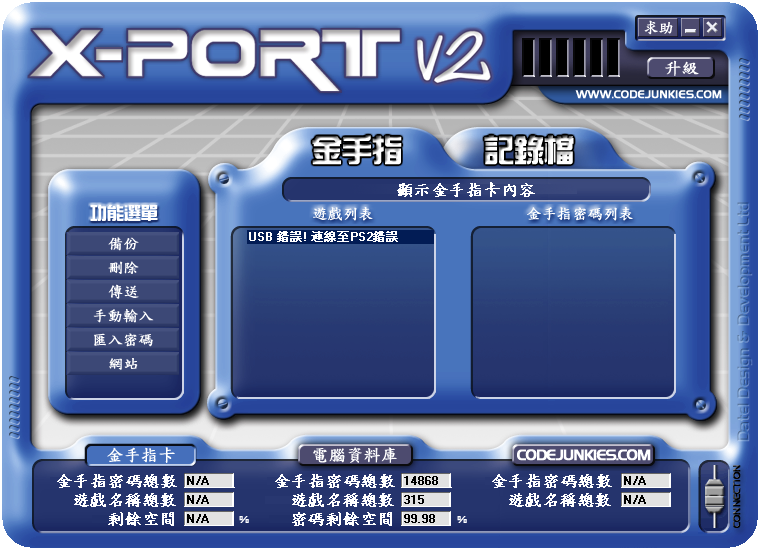 X-PORT V2
求助
升級
WWW.CODEJUNKIES.COM
金手指 記錄檔
顯示金手指卡內容
功能選單
遊戲列表 金手指密碼列表
USB 錯誤! 連線至PS2錯誤
備份
刪除
傳送
手動輸入
匯入密碼
網站
Datel Design & Development Ltd
金手指卡 電腦資料庫 CODEJUNKIES.COM
金手指密碼總數 N/A 金手指密碼總數 14868 金手指密碼總數 N/A
遊戲名稱總數 N/A 遊戲名稱總數 315 遊戲名稱總數 N/A
剩餘空間 N/A % 密碼剩餘空間 99.98 %
CONNECTION